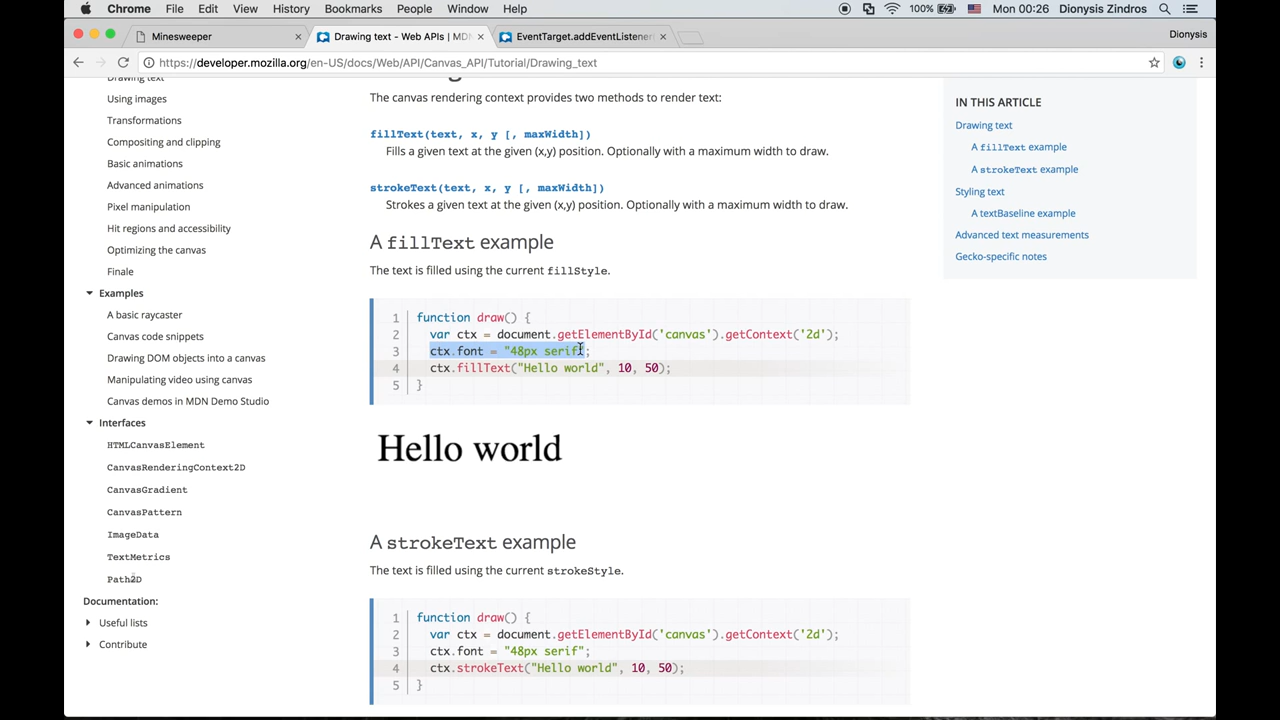 Chrome File Edit View History Bookmarks People Window Help 100% Mon 00:26 Dionysis Zindros
Minesweeper × Drawing text - Web APIs | MDN × EventTarget.addEventListener × Dionysis
https://developer.mozilla.org/en-US/docs/Web/API/Canvas_API/Tutorial/Drawing_text
Drawing text
Using images
Transformations
Compositing and clipping
Basic animations
Advanced animations
Pixel manipulation
Hit regions and accessibility
Optimizing the canvas
Finale
Examples
A basic raycaster
Canvas code snippets
Drawing DOM objects into a canvas
Manipulating video using canvas
Canvas demos in MDN Demo Studio
Interfaces
HTMLCanvasElement
CanvasRenderingContext2D
CanvasGradient
CanvasPattern
ImageData
TextMetrics
Path2D
Documentation:
Useful lists
Contribute
The canvas rendering context provides two methods to render text:
fillText(text, x, y [, maxWidth])
Fills a given text at the given (x,y) position. Optionally with a maximum width to draw.
strokeText(text, x, y [, maxWidth])
Strokes a given text at the given (x,y) position. Optionally with a maximum width to draw.
A fillText example
The text is filled using the current fillStyle.
1 function draw() {
2 var ctx = document.getElementById('canvas').getContext('2d');
3 ctx.font = "48px serif";
4 ctx.fillText("Hello world", 10, 50);
5 }
Hello world
A strokeText example
The text is filled using the current strokeStyle.
1 function draw() {
2 var ctx = document.getElementById('canvas').getContext('2d');
3 ctx.font = "48px serif";
4 ctx.strokeText("Hello world", 10, 50);
5 }
IN THIS ARTICLE
Drawing text
A fillText example
A strokeText example
Styling text
A textBaseline example
Advanced text measurements
Gecko-specific notes